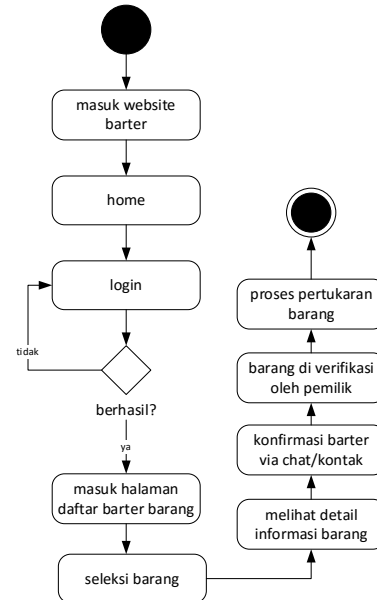 masuk website
barter
home
login
tidak
berhasil?
ya
masuk halaman
daftar barter barang
seleksi barang
melihat detail
informasi barang
konfirmasi barter
via chat/kontak
barang di verifikasi
oleh pemilik
proses pertukaran
barang